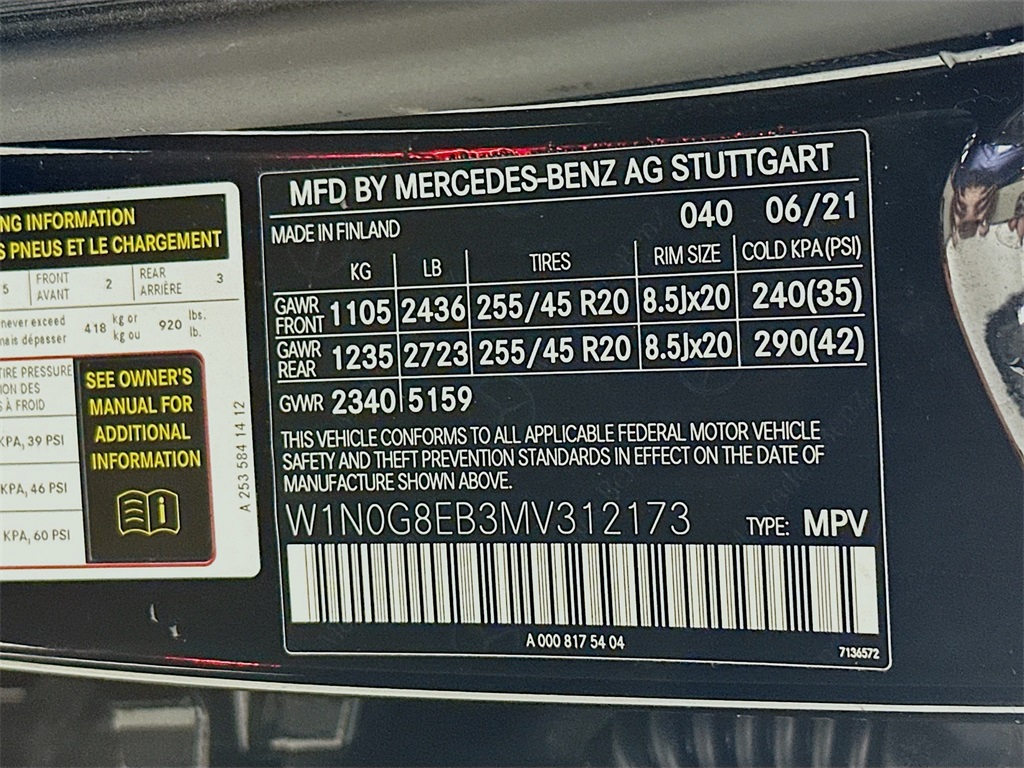 NG INFORMATION
S PNEUS ET LE CHARGEMENT
5 FRONT AVANT 2 REAR ARRIÈRE 3
never exceed
nais dépasser
418 kg or kg ou 920 lbs. lb.
TIRE PRESSURE
ION DES
S À FROID
KPA, 39 PSI
KPA, 46 PSI
KPA, 60 PSI
SEE OWNER'S
MANUAL FOR
ADDITIONAL
INFORMATION
A 253 584 14 12
MFD BY MERCEDES-BENZ AG STUTTGART
040 06/21
MADE IN FINLAND
KG LB TIRES RIM SIZE COLD KPA(PSI)
GAWR FRONT 1105 2436 255/45 R20 8.5Jx20 240(35)
GAWR REAR 1235 2723 255/45 R20 8.5Jx20 290(42)
GVWR 2340 5159
THIS VEHICLE CONFORMS TO ALL APPLICABLE FEDERAL MOTOR VEHICLE
SAFETY AND THEFT PREVENTION STANDARDS IN EFFECT ON THE DATE OF
MANUFACTURE SHOWN ABOVE.
W1N0G8EB3MV312173 TYPE: MPV
A 000 817 54 04
7136572